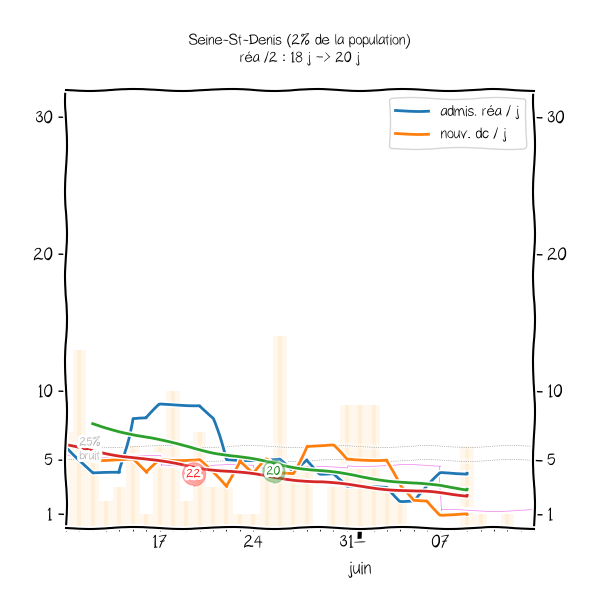 Seine-St-Denis (2% de la population)
réa /2 : 18 j -> 20 j
admis. réa / j
nouv. dc / j
30
30
20
20
10
10
25%
bruit
5
5
22
20
1
1
17
24
31
07
juin